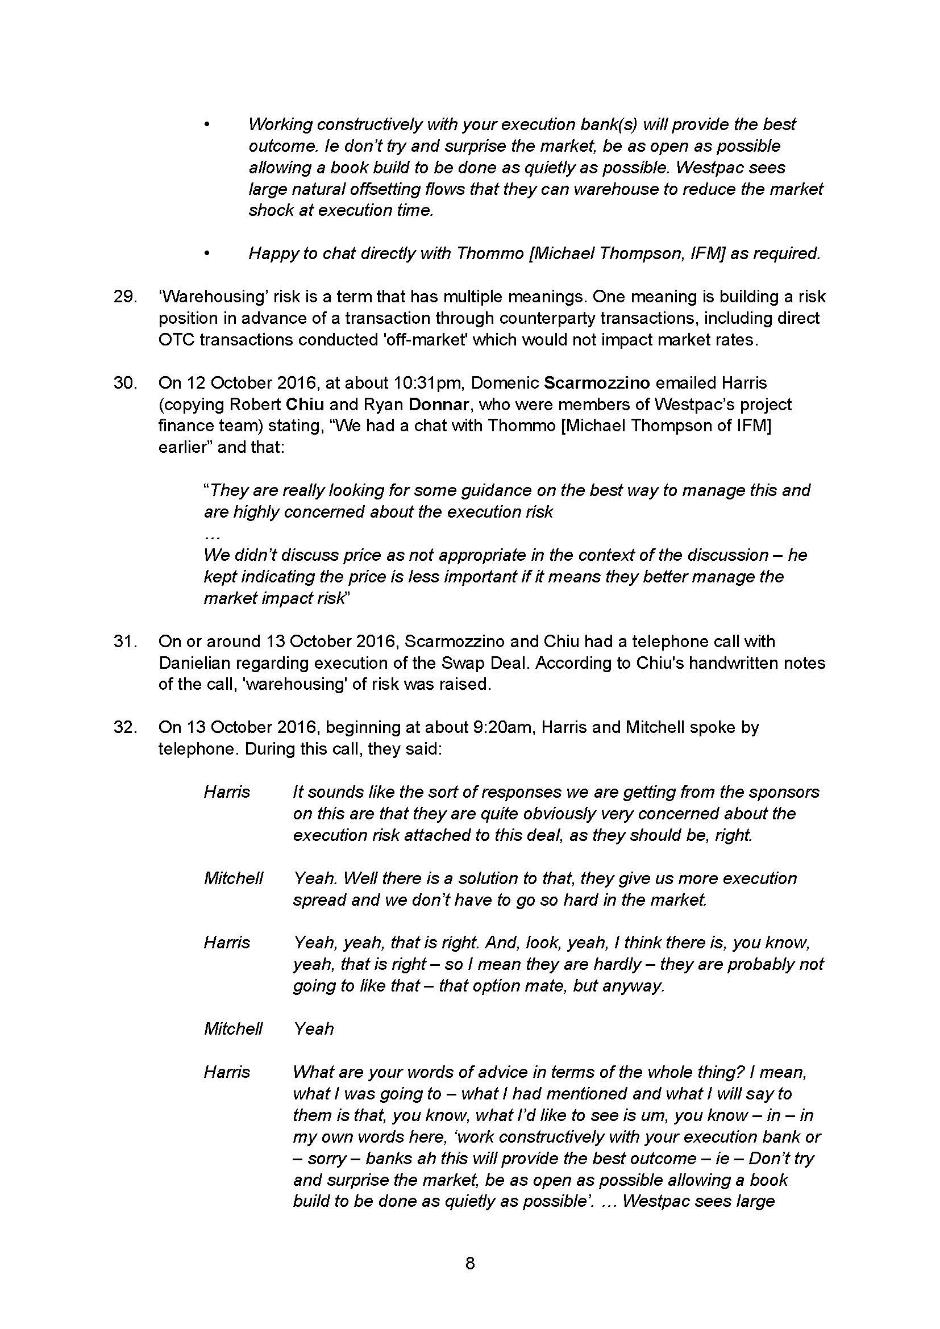 • Working constructively with your execution bank(s) will provide the best
outcome. Ie don't try and surprise the market, be as open as possible
allowing a book build to be done as quietly as possible. Westpac sees
large natural offsetting flows that they can warehouse to reduce the market
shock at execution time.
• Happy to chat directly with Thommo [Michael Thompson, IFM] as required.
29. 'Warehousing' risk is a term that has multiple meanings. One meaning is building a risk
position in advance of a transaction through counterparty transactions, including direct
OTC transactions conducted 'off-market' which would not impact market rates.
30. On 12 October 2016, at about 10:31pm, Domenic Scarmozzino emailed Harris
(copying Robert Chiu and Ryan Donnar, who were members of Westpac's project
finance team) stating, "We had a chat with Thommo [Michael Thompson of IFM]
earlier" and that:
"They are really looking for some guidance on the best way to manage this and
are highly concerned about the execution risk
…
We didn't discuss price as not appropriate in the context of the discussion – he
kept indicating the price is less important if it means they better manage the
market impact risk"
31. On or around 13 October 2016, Scarmozzino and Chiu had a telephone call with
Danielian regarding execution of the Swap Deal. According to Chiu's handwritten notes
of the call, 'warehousing' of risk was raised.
32. On 13 October 2016, beginning at about 9:20am, Harris and Mitchell spoke by
telephone. During this call, they said:
Harris It sounds like the sort of responses we are getting from the sponsors
on this are that they are quite obviously very concerned about the
execution risk attached to this deal, as they should be, right.
Mitchell Yeah. Well there is a solution to that, they give us more execution
spread and we don't have to go so hard in the market.
Harris Yeah, yeah, that is right. And, look, yeah, I think there is, you know,
yeah, that is right – so I mean they are hardly – they are probably not
going to like that – that option mate, but anyway.
Mitchell Yeah
Harris What are your words of advice in terms of the whole thing? I mean,
what I was going to – what I had mentioned and what I will say to
them is that, you know, what I'd like to see is um, you know – in – in
my own words here, 'work constructively with your execution bank or
– sorry – banks ah this will provide the best outcome – ie – Don't try
and surprise the market, be as open as possible allowing a book
build to be done as quietly as possible'. … Westpac sees large
8